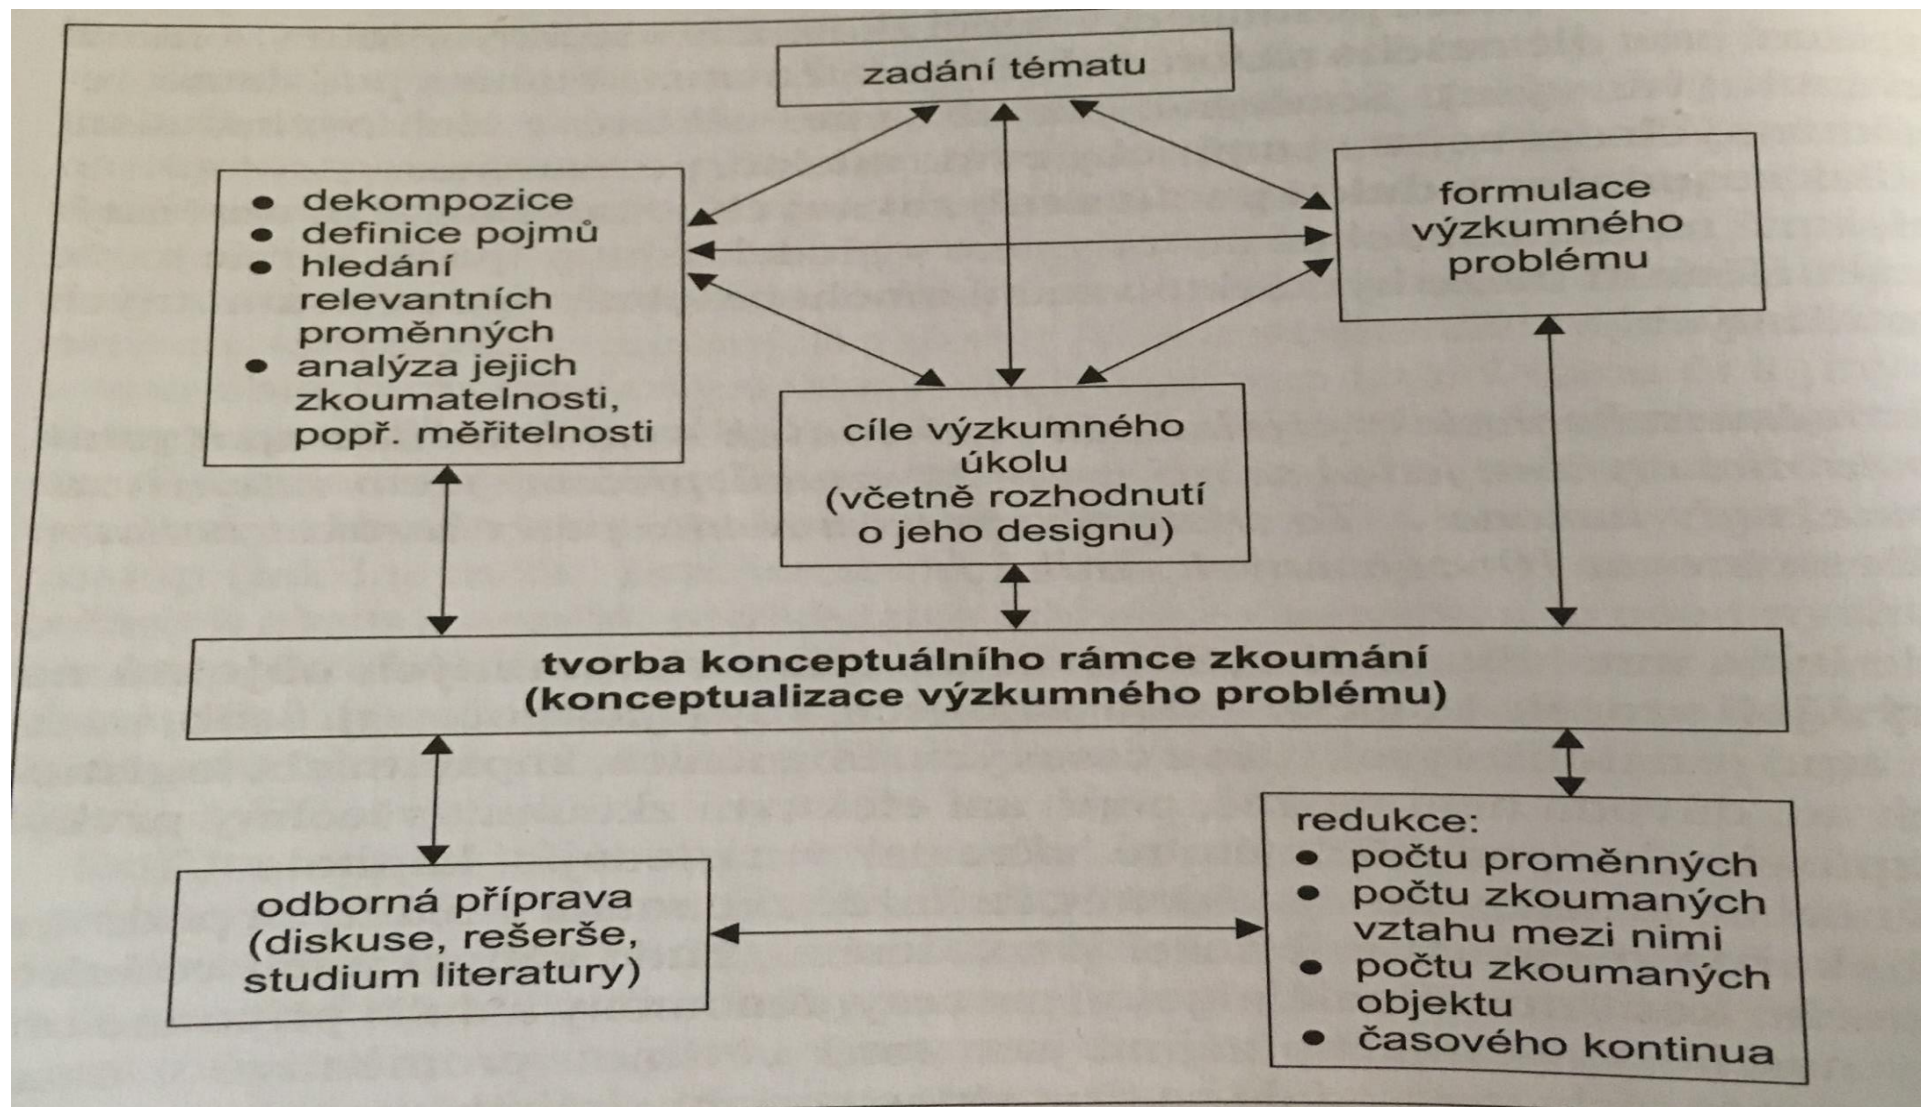 zadání tématu
• dekompozice
• definice pojmů
• hledání
relevantních
proměnných
• analýza jejich
zkoumatelnosti,
popř. měřitelnosti
formulace
výzkumného
problému
cíle výzkumného
úkolu
(včetně rozhodnutí
o jeho designu)
tvorba konceptuálního rámce zkoumání
(konceptualizace výzkumného problému)
odborná příprava
(diskuse, rešerše,
studium literatury)
redukce:
• počtu proměnných
• počtu zkoumaných
vztahu mezi nimi
• počtu zkoumaných
objektu
• časového kontinua